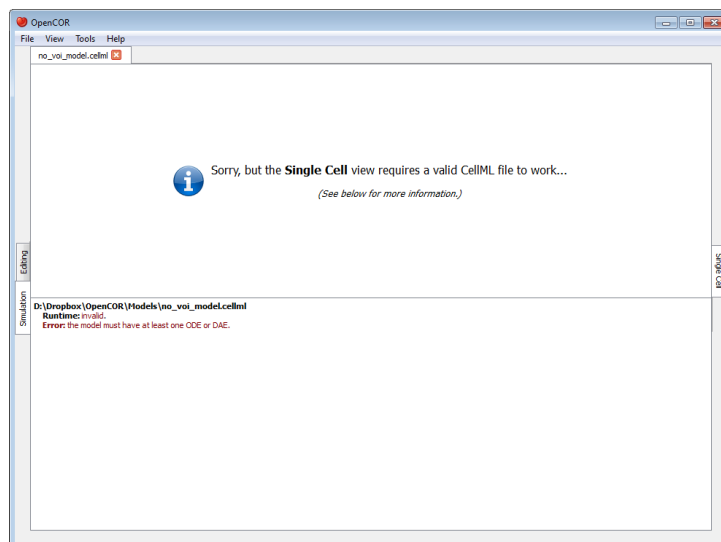 OpenCOR
File View Tools Help
no_voi_model.cellml
Sorry, but the Single Cell view requires a valid CellML file to work...
(See below for more information.)
Editing
Simulation
Single Cell
D:\Dropbox\OpenCOR\Models\no_voi_model.cellml
Runtime: invalid.
Error: the model must have at least one ODE or DAE.